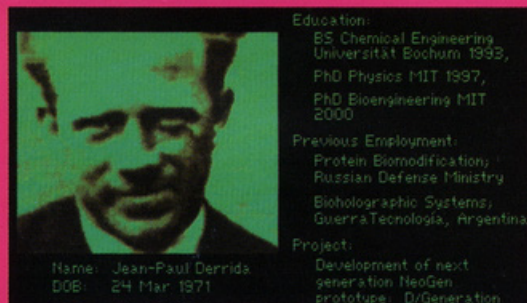 Name: Jean-Paul Derrida
DOB: 24 Mar 1971
Education:
BS Chemical Engineering
Universität Bochum 1993,
PhD Physics MIT 1997,
PhD Bioengineering MIT
2000
Previous Employment:
Protein Biomodification;
Russian Defense Ministry
Bioholographic Systems;
GuerraTecnología, Argentina
Project:
Development of next
generation NeoGen
prototype: D/Generation